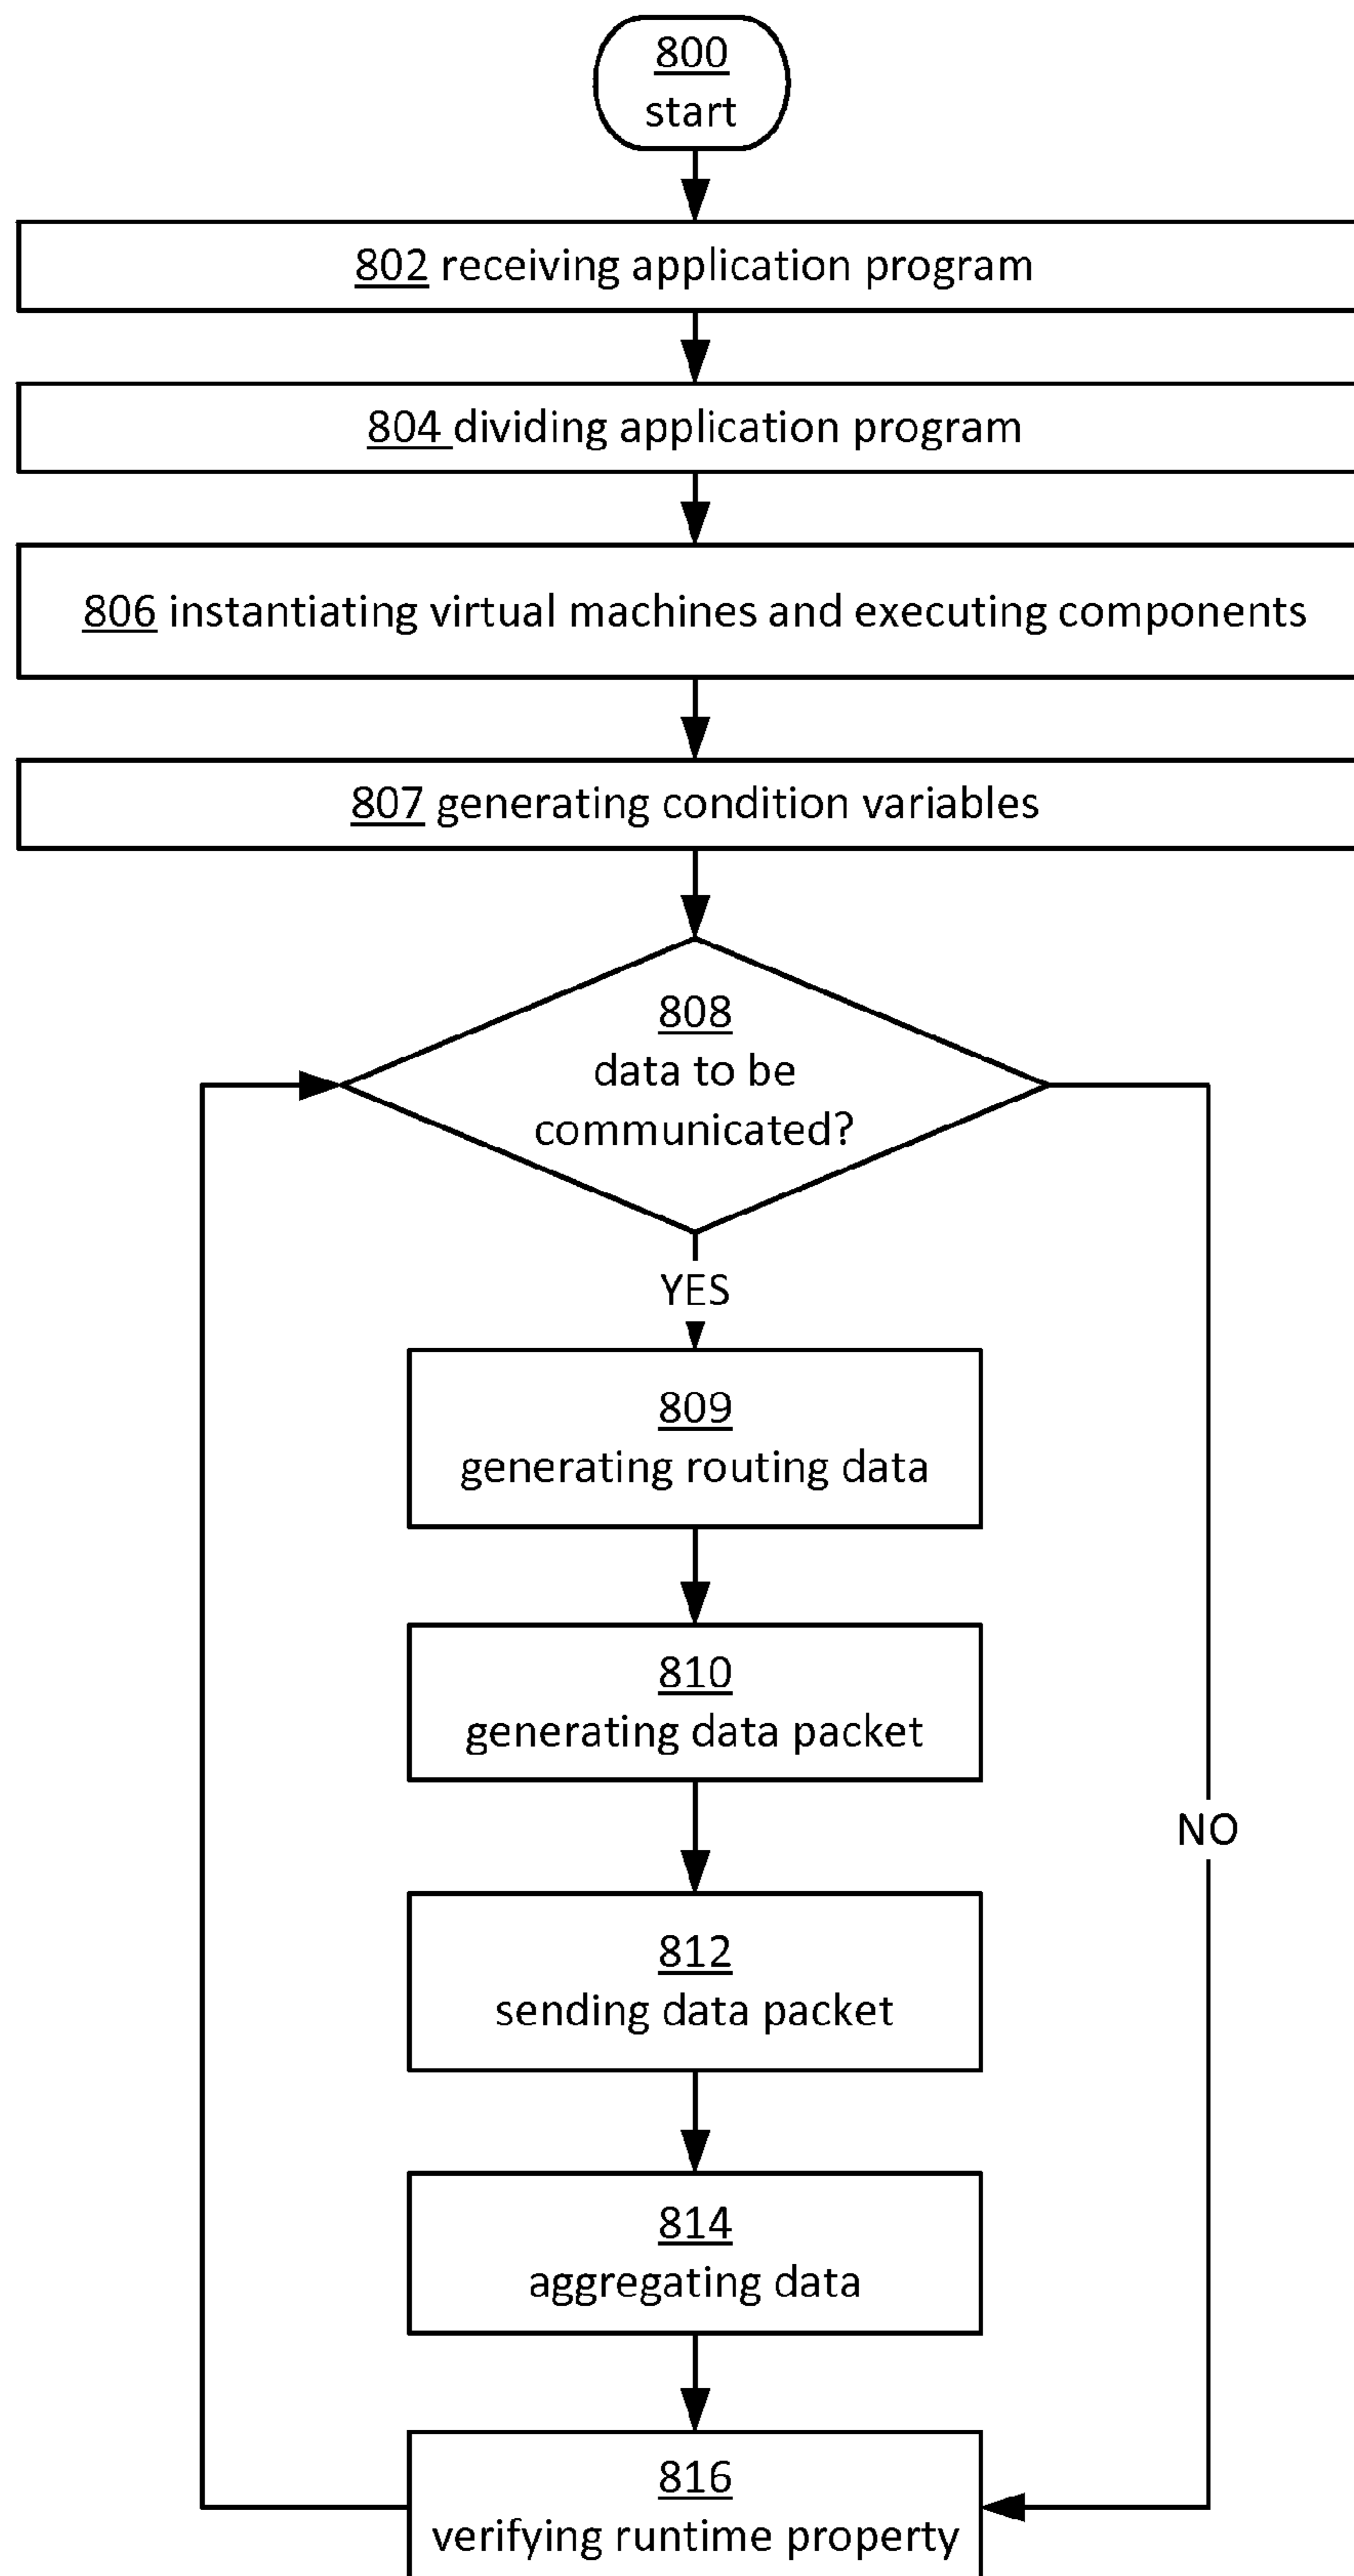 800
start
802 receiving application program
804 dividing application program
806 instantiating virtual machines and executing components
807 generating condition variables
808
data to be
communicated?
YES
809
generating routing data
810
generating data packet
NO
812
sending data packet
814
aggregating data
816
verifying runtime property